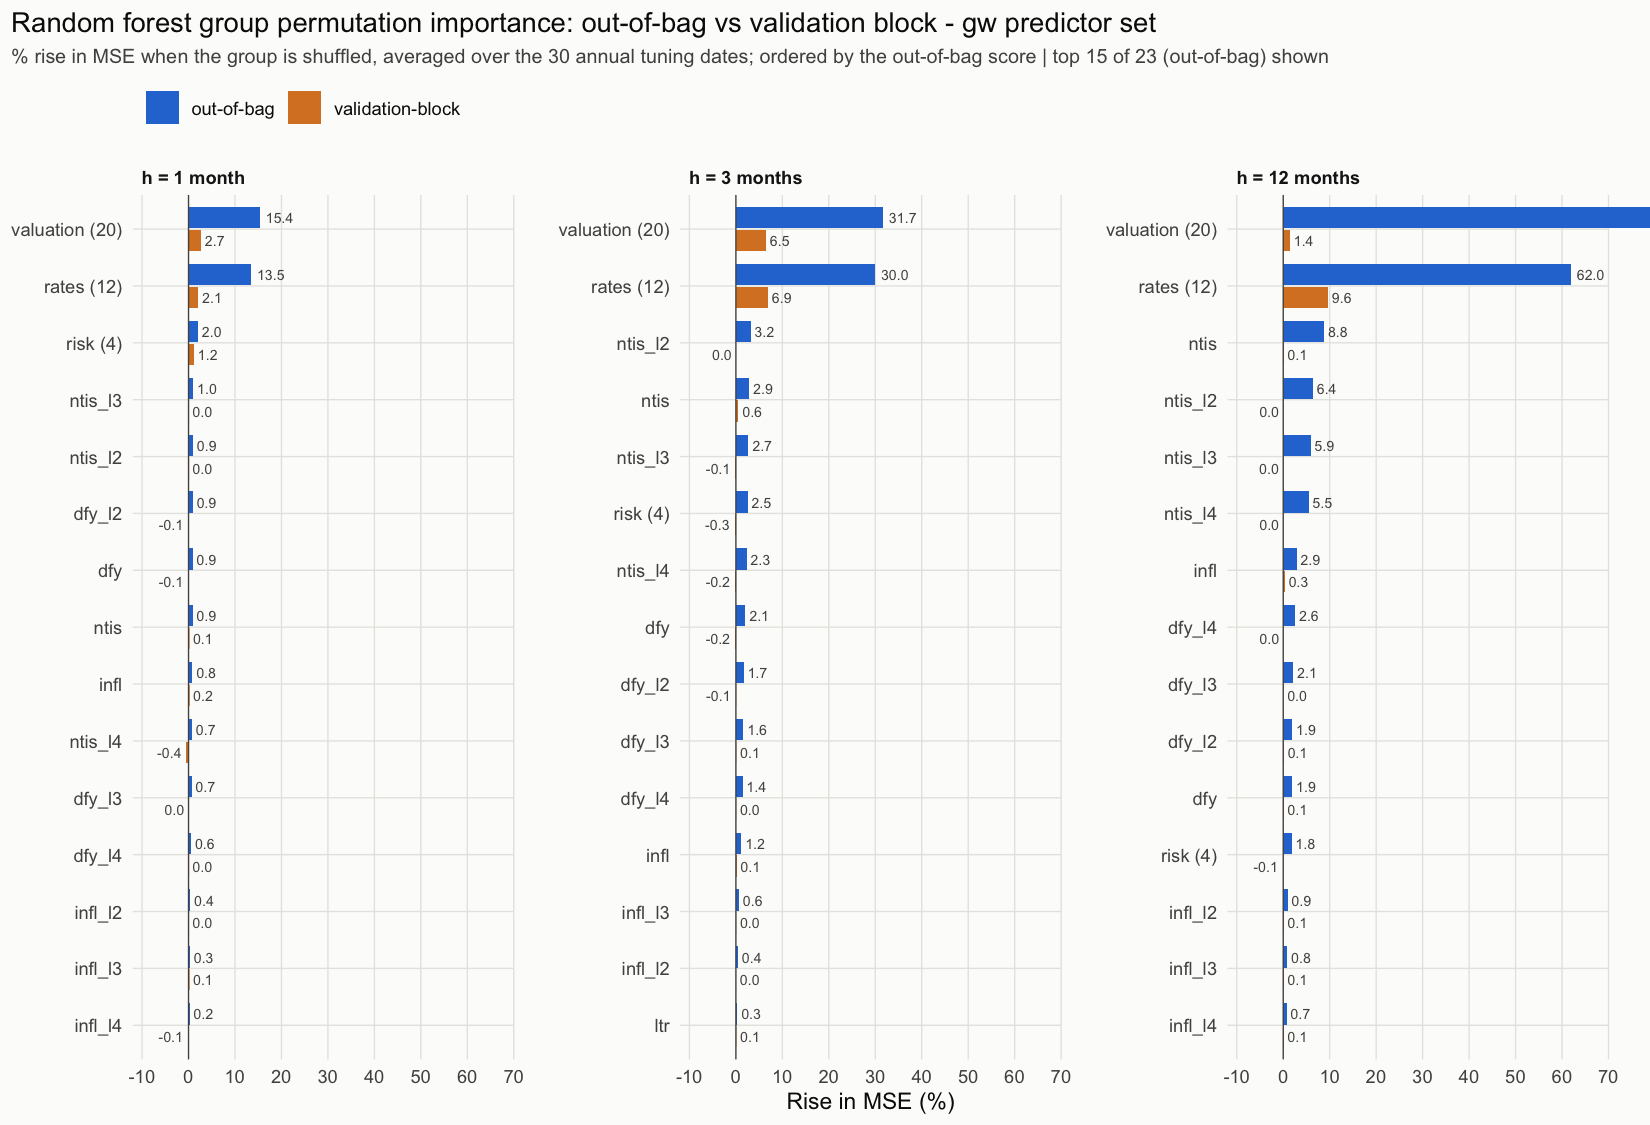 Random forest group permutation importance: out-of-bag vs validation block - gw predictor set
% rise in MSE when the group is shuffled, averaged over the 30 annual tuning dates; ordered by the out-of-bag score | top 15 of 23 (out-of-bag) shown
out-of-bag validation-block
h = 1 month
valuation (20) 15.4
2.7
rates (12) 13.5
2.1
risk (4) 2.0
1.2
ntis_l3 1.0
0.0
ntis_l2 0.9
0.0
dfy_l2 0.9
-0.1
dfy 0.9
-0.1
ntis 0.9
0.1
infl 0.8
0.2
ntis_l4 0.7
-0.4
dfy_l3 0.7
0.0
dfy_l4 0.6
0.0
infl_l2 0.4
0.0
infl_l3 0.3
0.1
infl_l4 0.2
-0.1
-10 0 10 20 30 40 50 60 70
h = 3 months
valuation (20) 31.7
6.5
rates (12) 30.0
6.9
ntis_l2 3.2
0.0
ntis 2.9
0.6
ntis_l3 2.7
-0.1
risk (4) 2.5
-0.3
ntis_l4 2.3
-0.2
dfy 2.1
-0.2
dfy_l2 1.7
-0.1
dfy_l3 1.6
0.1
dfy_l4 1.4
0.0
infl 1.2
0.1
infl_l3 0.6
0.0
infl_l2 0.4
0.0
ltr 0.3
0.1
-10 0 10 20 30 40 50 60 70
h = 12 months
valuation (20)
1.4
rates (12) 62.0
9.6
ntis 8.8
0.1
ntis_l2 6.4
0.0
ntis_l3 5.9
0.0
ntis_l4 5.5
0.0
infl 2.9
0.3
dfy_l4 2.6
0.0
dfy_l3 2.1
0.0
dfy_l2 1.9
0.1
dfy 1.9
0.1
risk (4) 1.8
-0.1
infl_l2 0.9
0.1
infl_l3 0.8
0.1
infl_l4 0.7
0.1
-10 0 10 20 30 40 50 60 70
Rise in MSE (%)